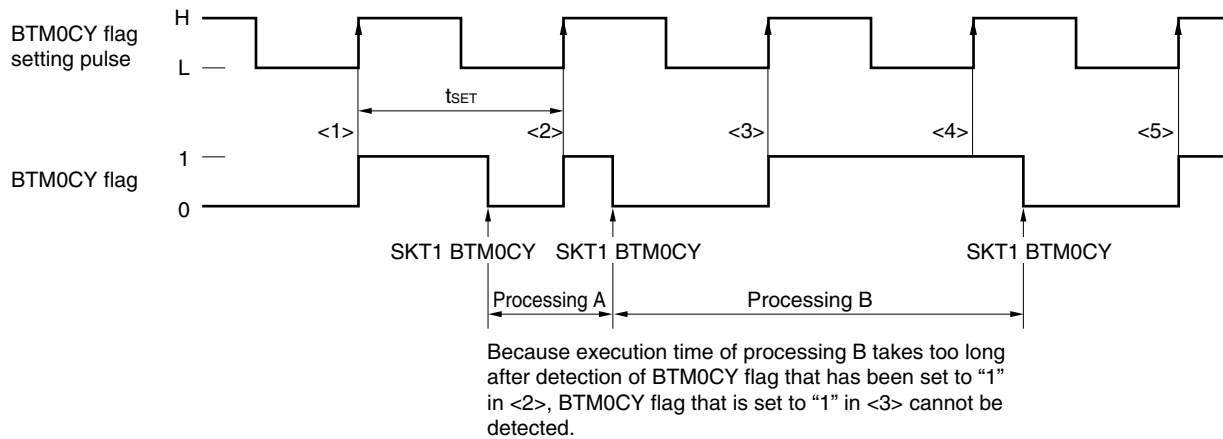 H
BTM0CY flag
setting pulse
L
tSET
<1>
<2>
<3>
<4>
<5>
1
BTM0CY flag
0
SKT1 BTM0CY
SKT1 BTM0CY
SKT1 BTM0CY
Processing A
Processing B
Because execution time of processing B takes too long
after detection of BTM0CY flag that has been set to “1”
in <2>, BTM0CY flag that is set to “1” in <3> cannot be
detected.